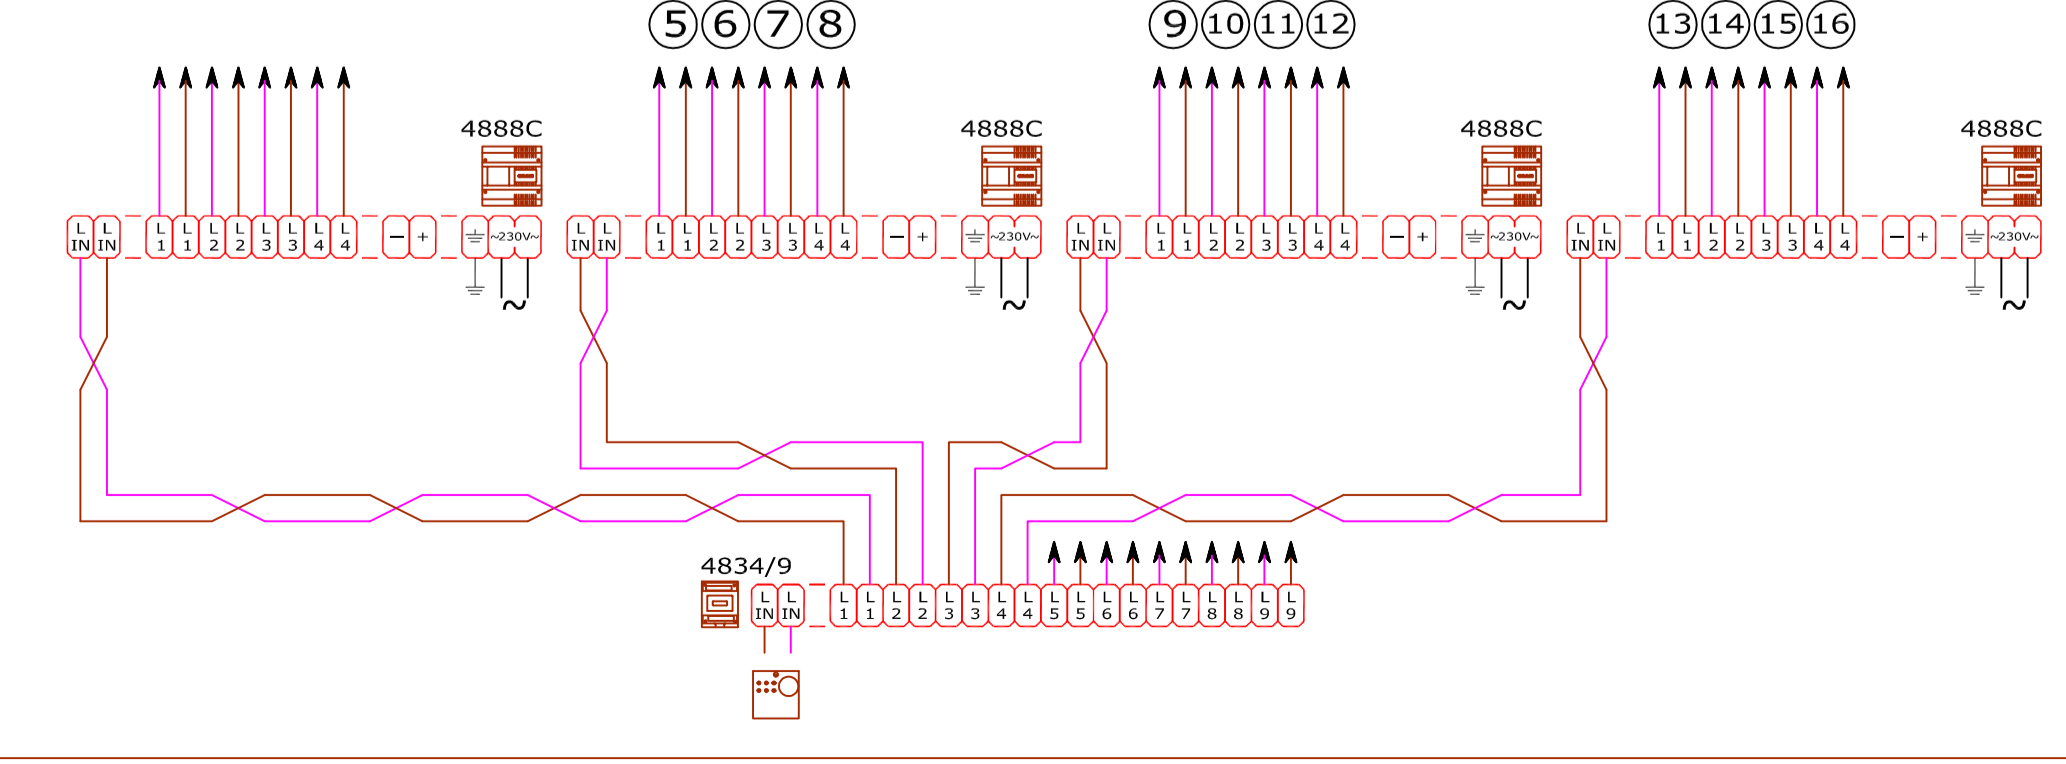 5 6 7 8 9 10 11 12 13 14 15 16
4888C 4888C 4888C 4888C
L IN L IN L 1 L 1 L 2 L 2 L 3 L 3 L 4 L 4 − + ~230V~
L IN L IN L 1 L 1 L 2 L 2 L 3 L 3 L 4 L 4 − + ~230V~
L IN L IN L 1 L 1 L 2 L 2 L 3 L 3 L 4 L 4 − + ~230V~
L IN L IN L 1 L 1 L 2 L 2 L 3 L 3 L 4 L 4 − + ~230V~
~ ~ ~ ~
4834/9
L IN L IN L 1 L 1 L 2 L 2 L 3 L 3 L 4 L 4 L 5 L 5 L 6 L 6 L 7 L 7 L 8 L 8 L 9 L 9